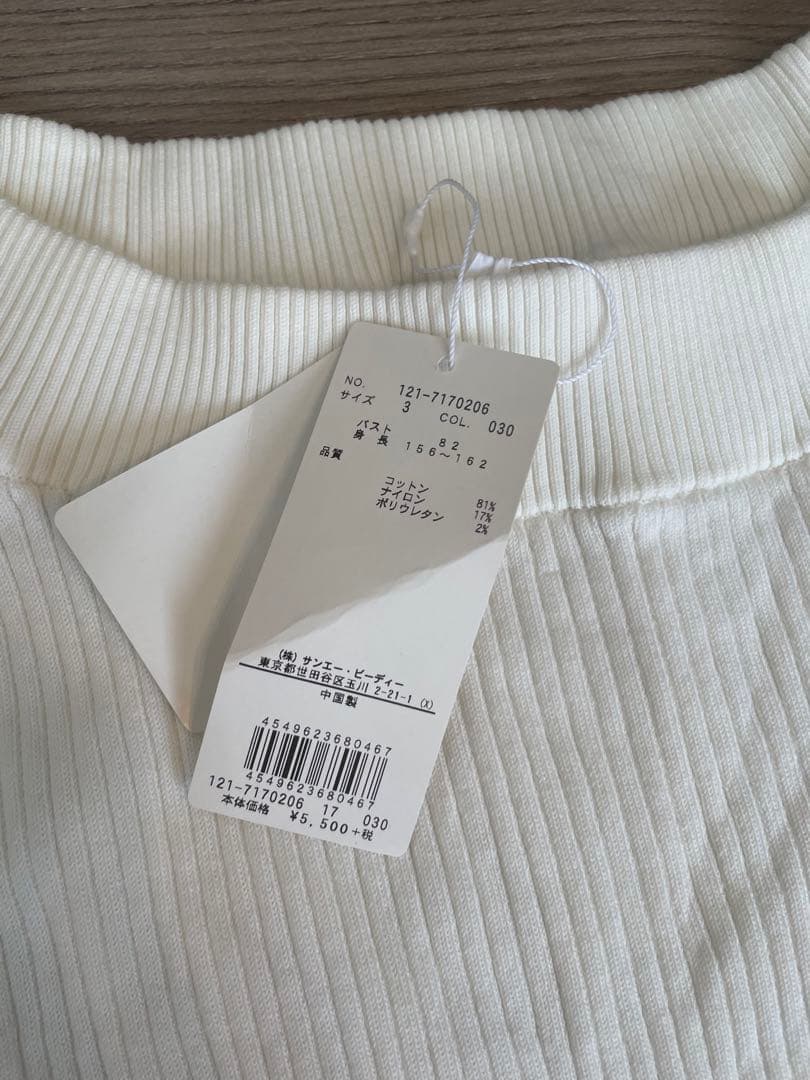 NO. 121-7170206
サイズ 3 COL. 030
バスト 82
身長 156～162
品質
コットン 81%
ナイロン 17%
ポリウレタン 2%
(株) サンエー・ビーディー
東京都世田谷区玉川 2-21-1 (X)
中国製
4549623680467
4549623680467
121-7170206 17 030
本体価格 ¥5,500+税